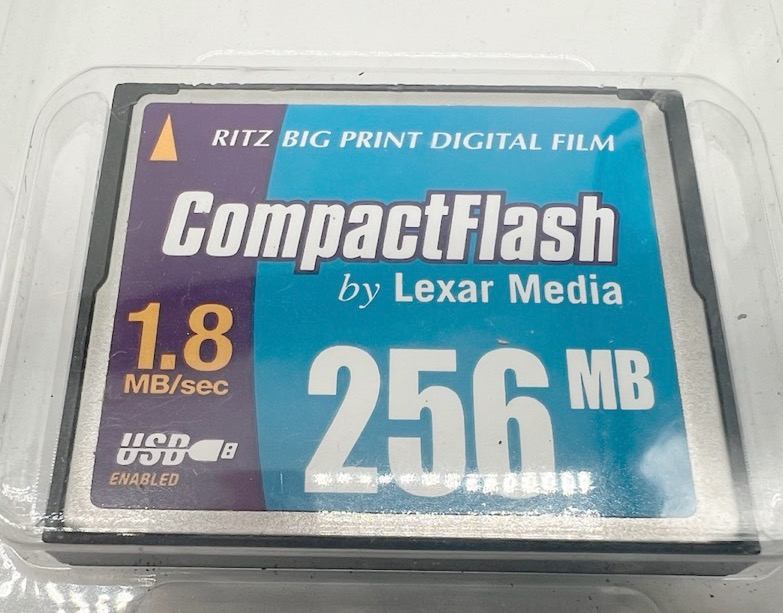 RITZ BIG PRINT DIGITAL FILM
CompactFlash
by Lexar Media
1.8
MB/sec
256 MB
USB
ENABLED